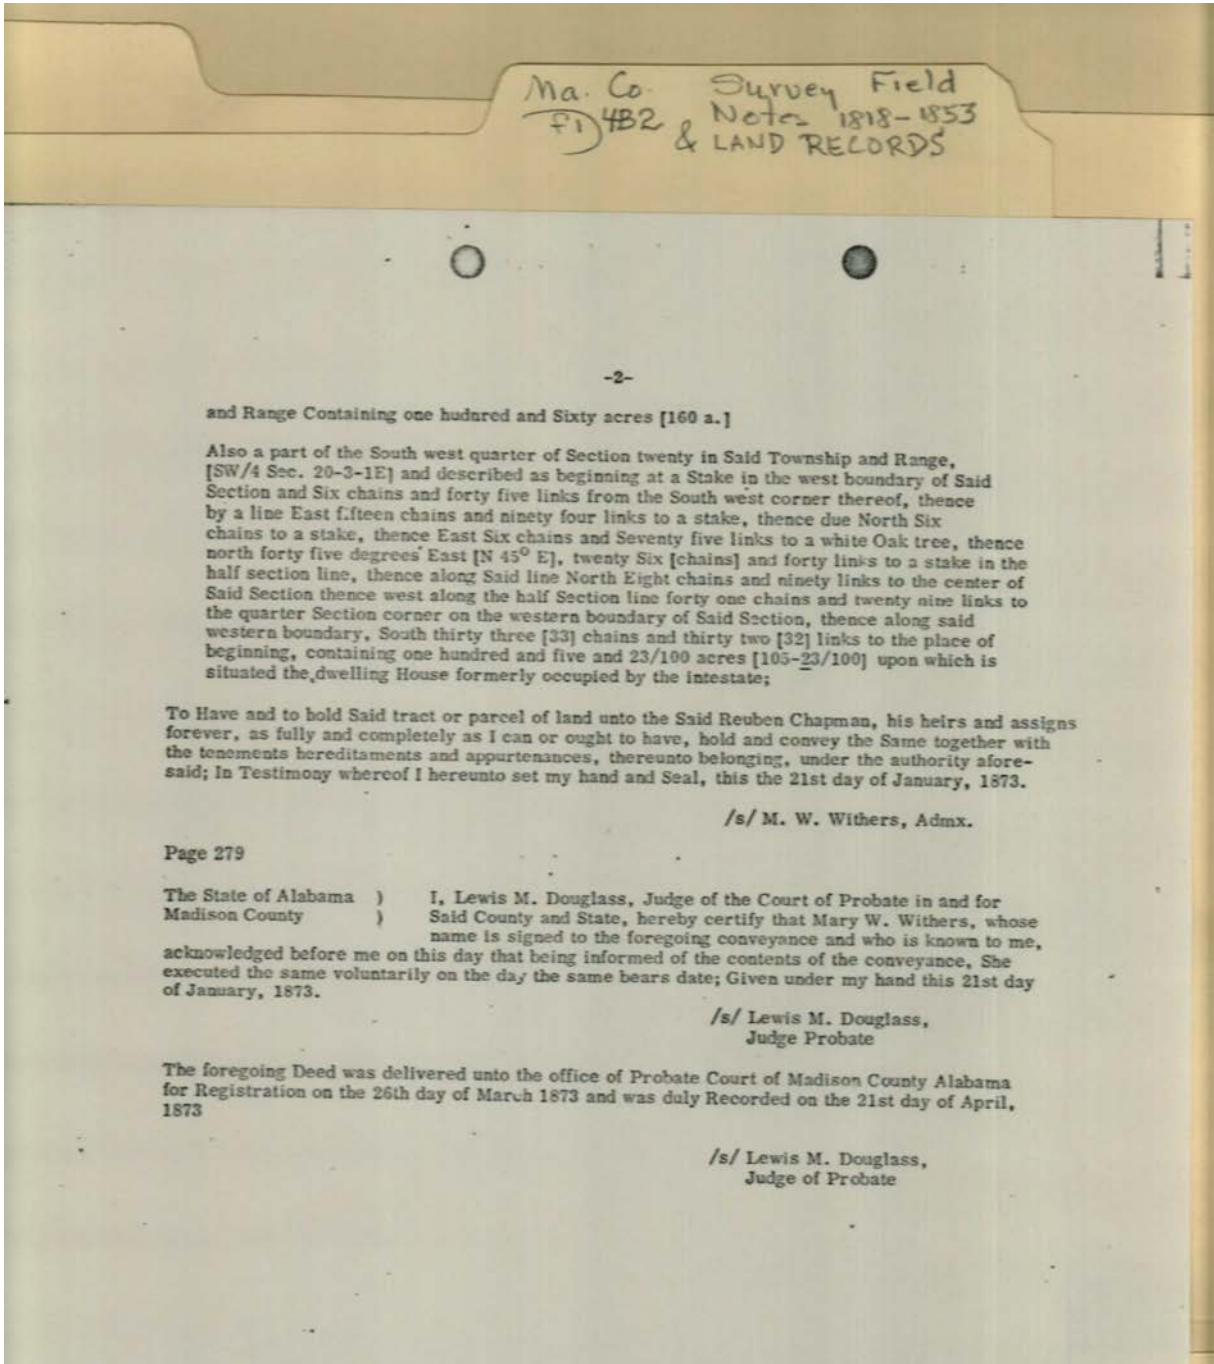 Ma. Co. Survey Field
f1) 4B2 Notes 1818-1853
& LAND RECORDS
-2-
and Range Containing one hudnred and Sixty acres [160 a.]
Also a part of the South west quarter of Section twenty in Said Township and Range,
[SW/4 Sec. 20-3-1E] and described as beginning at a Stake in the west boundary of Said
Section and Six chains and forty five links from the South west corner thereof, thence
by a line East fifteen chains and ninety four links to a stake, thence due North Six
chains to a stake, thence East Six chains and Seventy five links to a white Oak tree, thence
north forty five degrees East [N 45° E], twenty Six [chains] and forty links to a stake in the
half section line, thence along Said line North Eight chains and ninety links to the center of
Said Section thence west along the half Section line forty one chains and twenty nine links to
the quarter Section corner on the western boundary of Said Section, thence along said
western boundary, South thirty three [33] chains and thirty two [32] links to the place of
beginning, containing one hundred and five and 23/100 acres [105-23/100] upon which is
situated the dwelling House formerly occupied by the intestate;
To Have and to hold Said tract or parcel of land unto the Said Reuben Chapman, his heirs and assigns
forever, as fully and completely as I can or ought to have, hold and convey the Same together with
the tenements hereditaments and appurtenances, thereunto belonging, under the authority afore-
said; In Testimony whereof I hereunto set my hand and Seal, this the 21st day of January, 1873.
/s/ M. W. Withers, Admx.
Page 279
The State of Alabama ) I, Lewis M. Douglass, Judge of the Court of Probate in and for
Madison County ) Said County and State, hereby certify that Mary W. Withers, whose
name is signed to the foregoing conveyance and who is known to me,
acknowledged before me on this day that being informed of the contents of the conveyance, She
executed the same voluntarily on the day the same bears date; Given under my hand this 21st day
of January, 1873.
/s/ Lewis M. Douglass,
Judge Probate
The foregoing Deed was delivered unto the office of Probate Court of Madison County Alabama
for Registration on the 26th day of March 1873 and was duly Recorded on the 21st day of April,
1873
/s/ Lewis M. Douglass,
Judge of Probate